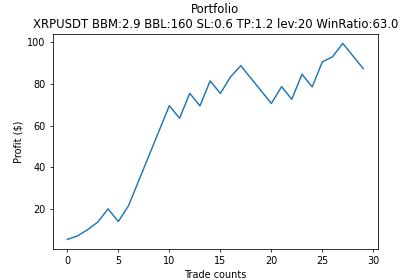 Portfolio
XRPUSDT BBM:2.9 BBL:160 SL:0.6 TP:1.2 lev:20 WinRatio:63.0
100
80
60
40
20
Profit ($)
0 5 10 15 20 25 30
Trade counts